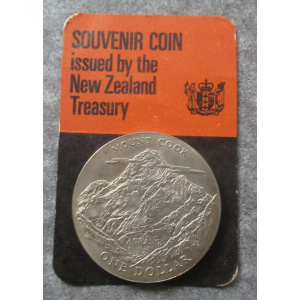 SOUVENIR COIN
issued by the
New Zealand
Treasury
MOUNT COOK
AORANGI
ONE DOLLAR